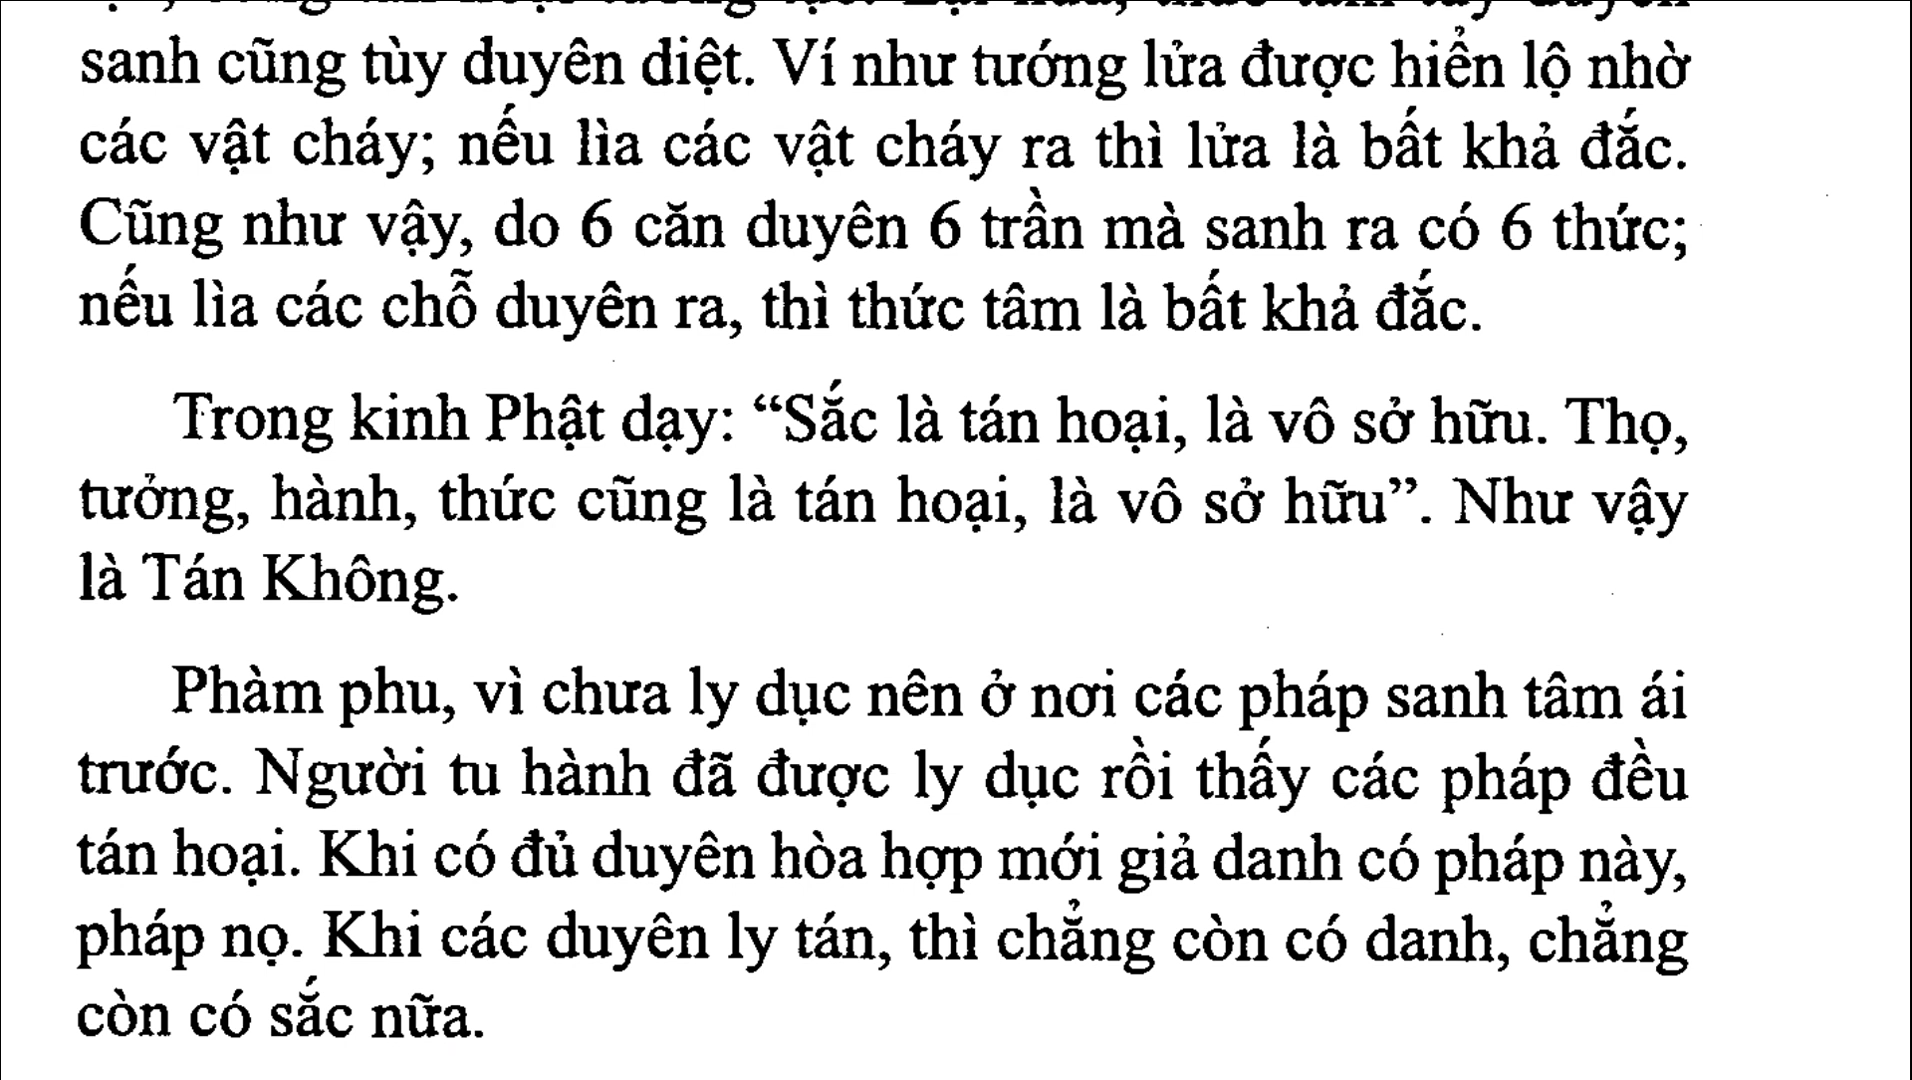 sanh cũng tùy duyên diệt. Ví như tướng lửa được hiển lộ nhờ
các vật cháy; nếu lìa các vật cháy ra thì lửa là bất khả đắc.
Cũng như vậy, do 6 căn duyên 6 trần mà sanh ra có 6 thức;
nếu lìa các chỗ duyên ra, thì thức tâm là bất khả đắc.
Trong kinh Phật dạy: “Sắc là tán hoại, là vô sở hữu. Thọ,
tưởng, hành, thức cũng là tán hoại, là vô sở hữu”. Như vậy
là Tán Không.
Phàm phu, vì chưa ly dục nên ở nơi các pháp sanh tâm ái
trước. Người tu hành đã được ly dục rồi thấy các pháp đều
tán hoại. Khi có đủ duyên hòa hợp mới giả danh có pháp này,
pháp nọ. Khi các duyên ly tán, thì chẳng còn có danh, chẳng
còn có sắc nữa.